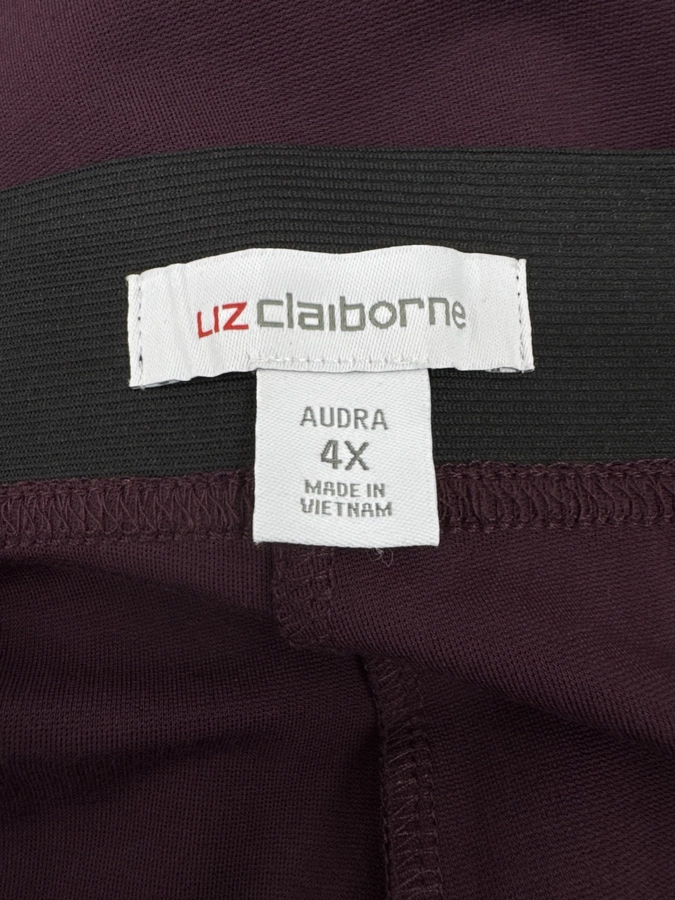 LIZ claiborne
AUDRA
4X
MADE IN
VIETNAM